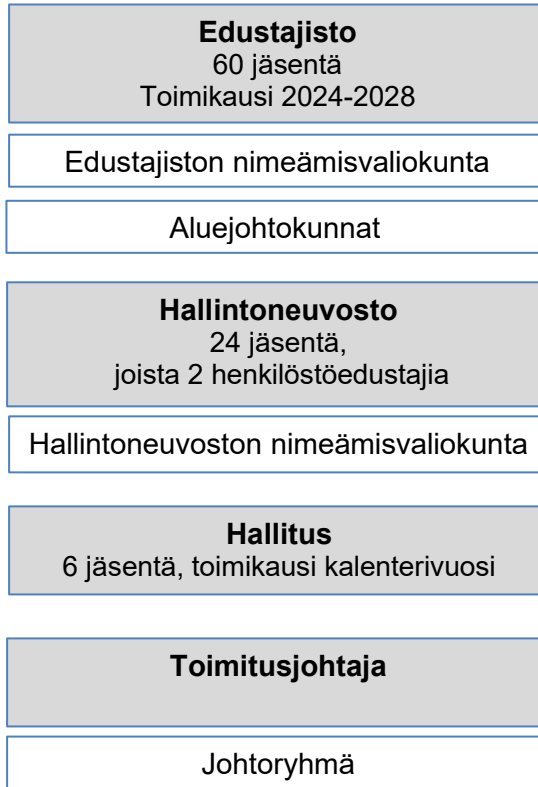 Edustajisto
60 jäsentä
Toimikausi 2024-2028
Edustajiston nimeämisvaliokunta
Aluejohtokunnat
Hallintoneuvosto
24 jäsentä,
joista 2 henkilöstöedustajia
Hallintoneuvoston nimeämisvaliokunta
Hallitus
6 jäsentä, toimikausi kalenterivuosi
Toimitusjohtaja
Johtoryhmä